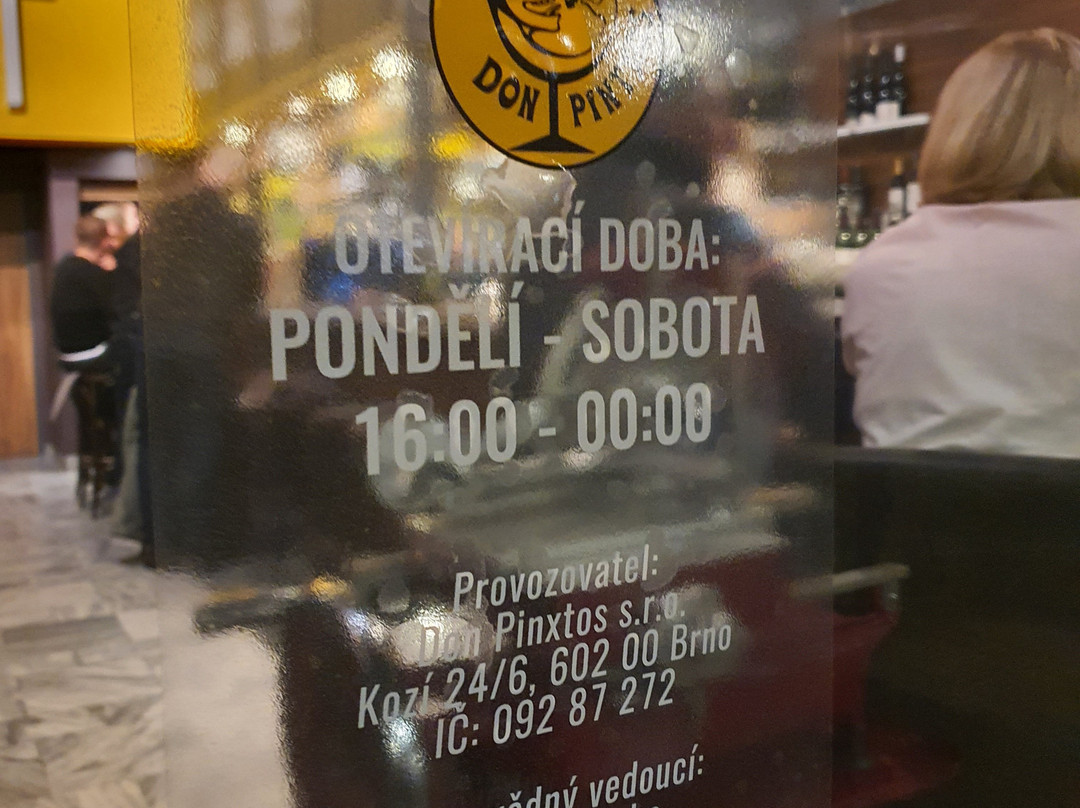 DON PINX
OTEVÍRACÍ DOBA:
PONDĚLÍ - SOBOTA
16:00 - 00:00
Provozovatel:
Don Pinxtos s.r.o.
Kozí 24/6, 602 00 Brno
IČ: 092 87 272
vedoucí: